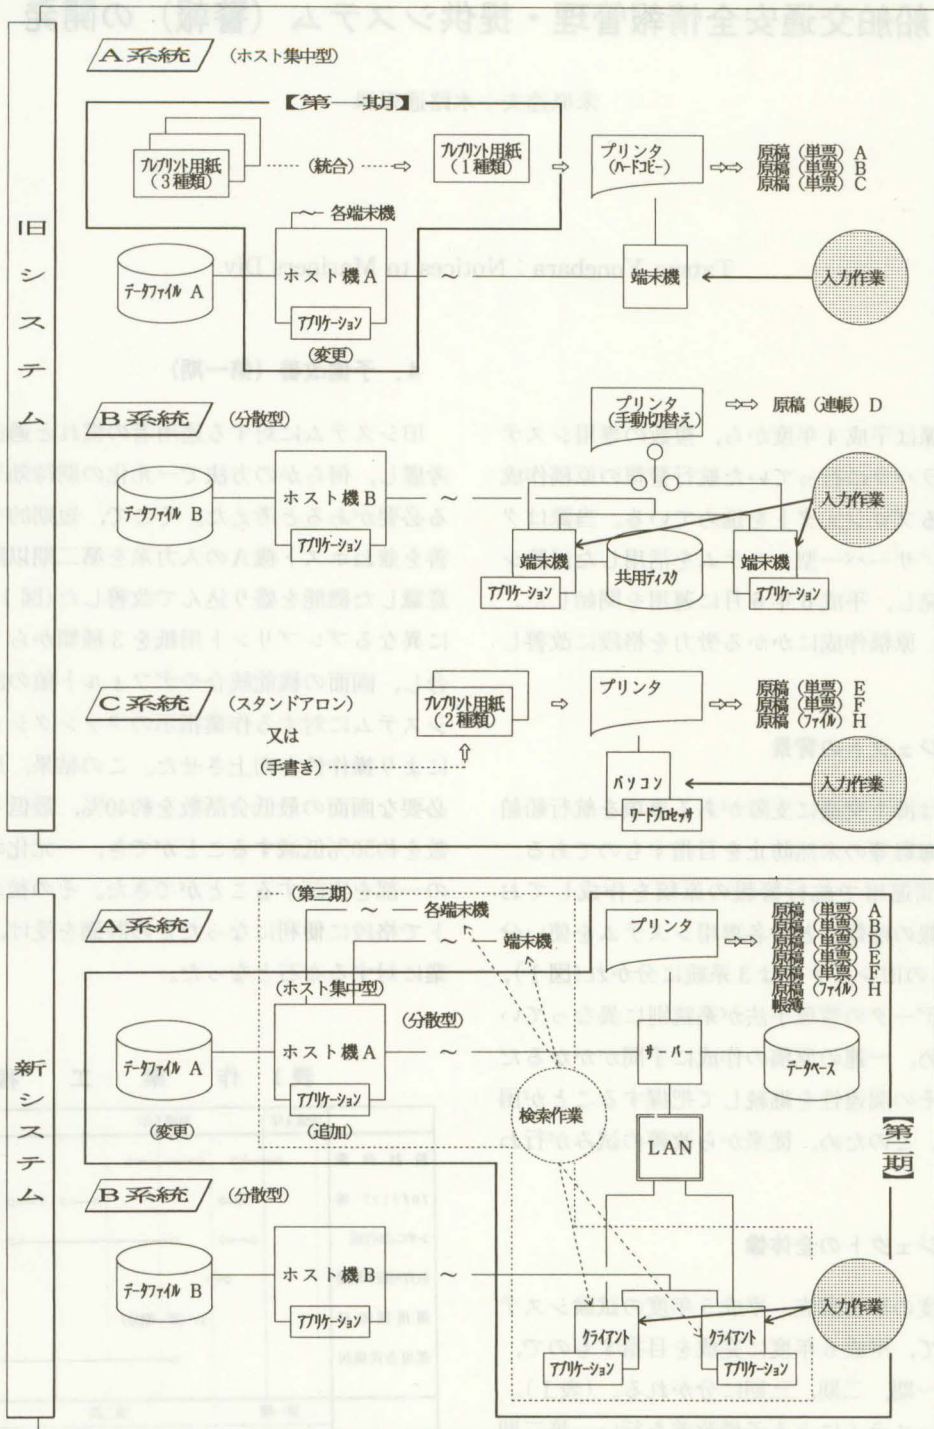 旧システム
A系統
(ホスト集中型)
【第一期】
プレプリント用紙
(3種類)
(統合)
プレプリント用紙
(1種類)
プリンタ
(ハードコピー)
原稿(単票)A
原稿(単票)B
原稿(単票)C
~ 各端末機
データファイル A
ホスト機A
アプリケーション
(変更)
~
端末機
入力作業
B系統
(分散型)
プリンタ
(手動切替え)
原稿(連帳)D
データファイル B
ホスト機B
アプリケーション
~
端末機
アプリケーション
共用ディスク
端末機
アプリケーション
入力作業
C系統
(スタンドアロン)
又は
(手書き)
プレプリント用紙
(2種類)
プリンタ
原稿(単票)E
原稿(単票)F
原稿(ファイル)H
パソコン
ワードプロセッサ
入力作業
新システム
A系統
(第三期)
~ 各端末機
~ 端末機
(ホスト集中型)
(分散型)
プリンタ
原稿(単票)A
原稿(単票)B
原稿(単票)D
原稿(単票)E
原稿(単票)F
原稿(ファイル)H
帳簿
データファイル A
(変更)
ホスト機A
アプリケーション
(追加)
~
検索作業
サーバー
データベース
LAN
【第二期】
B系統
(分散型)
データファイル B
ホスト機B
アプリケーション
~
クライアント
アプリケーション
クライアント
アプリケーション
入力作業